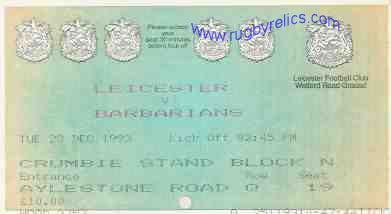 www.rugbyrelics.com
Please occupy
your
seat 30 minutes
before kick off
Leicester Football Club
Welford Road Ground
LEICESTER
V
BARBARIANS
TUE 28 DEC 1993 Kick Off 02:45 PM
CRUMBIE STAND BLOCK N
Entrance Row Seat
AYLESTONE ROAD Q 19
£10.00